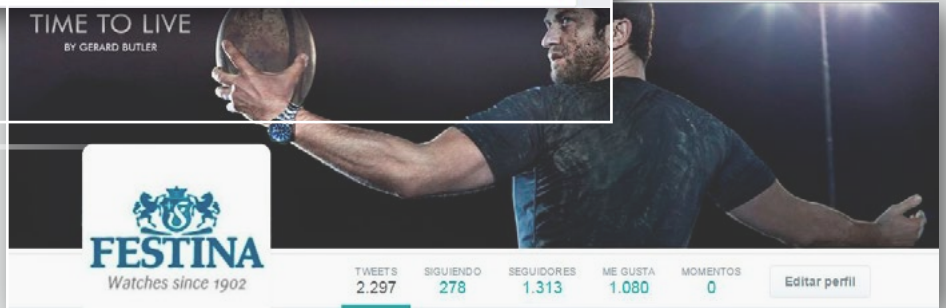 TIME TO LIVE
BY GERARD BUTLER
FESTINA
Watches since 1902
TWEETS SIGUIENDO SEGUIDORES ME GUSTA MOMENTOS
2.297 278 1.313 1.080 0
Editar perfil